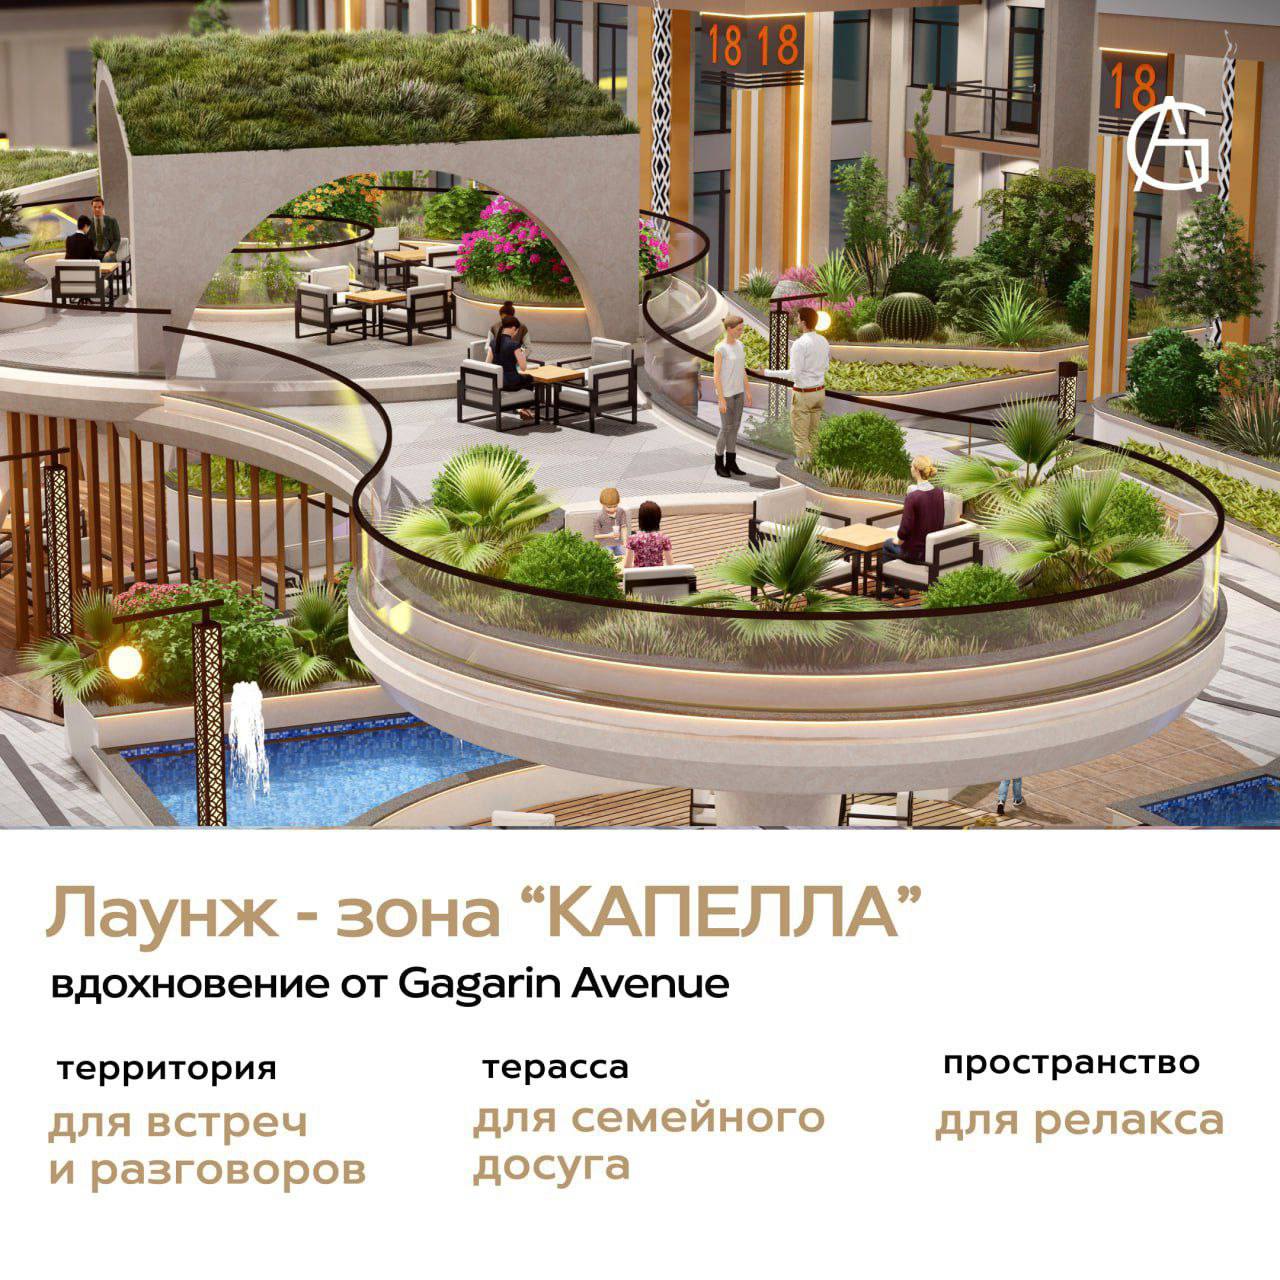 18 18
18
AG
Лаунж - зона “КАПЕЛЛА”
вдохновение от Gagarin Avenue
территория
для встреч
и разговоров
терасса
для семейного
досуга
пространство
для релакса